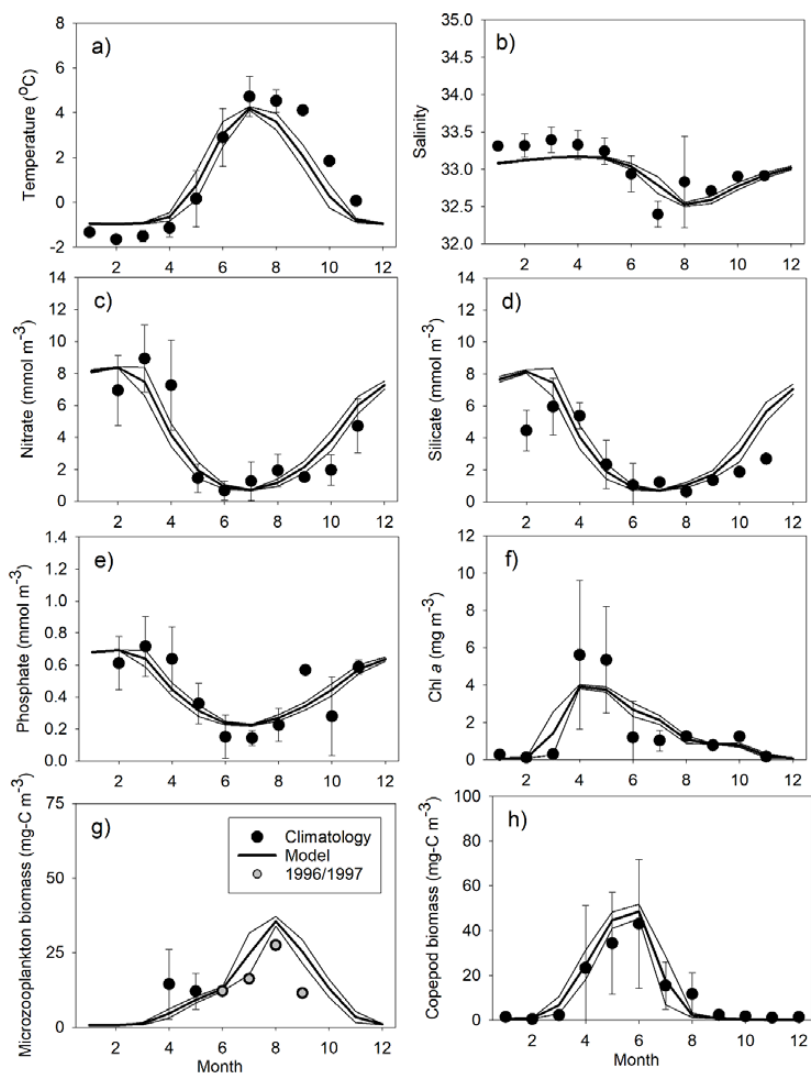 a)
Temperature (°C)
8
6
4
2
0
-2
2 4 6 8 10 12
b)
Salinity
35.0
34.5
34.0
33.5
33.0
32.5
32.0
2 4 6 8 10 12
c)
Nitrate (mmol m-3)
14
12
10
8
6
4
2
0
2 4 6 8 10 12
d)
Silicate (mmol m-3)
14
12
10
8
6
4
2
0
2 4 6 8 10 12
e)
Phosphate (mmol m-3)
1.4
1.2
1.0
0.8
0.6
0.4
0.2
0.0
2 4 6 8 10 12
f)
Chl a (mg m-3)
12
10
8
6
4
2
0
2 4 6 8 10 12
g)
Microzooplankton biomass (mg-C m-3)
75
50
25
0
Climatology
Model
1996/1997
2 4 6 8 10 12
Month
h)
Copepod biomass (mg-C m-3)
100
80
60
40
20
0
2 4 6 8 10 12
Month